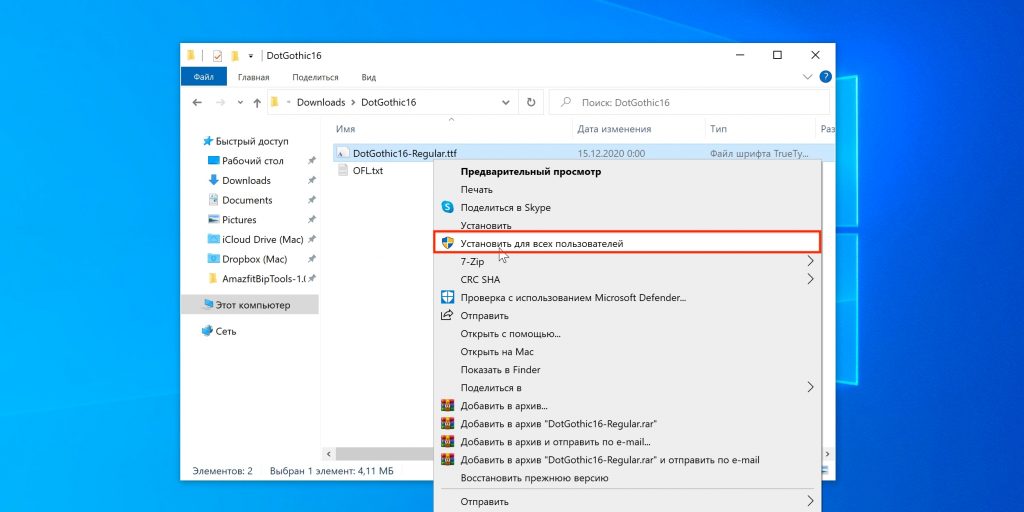 DotGothic16
Файл Главная Поделиться Вид
Downloads DotGothic16
Поиск: DotGothic16
Имя Дата изменения Тип Раз
Быстрый доступ
Рабочий стол
Downloads
Documents
Pictures
iCloud Drive (Mac)
Dropbox (Mac)
AmazfitBipTools-1.0
Этот компьютер
Сеть
DotGothic16-Regular.ttf 15.12.2020 0:00 Файл шрифта TrueTy...
OFL.txt
Предварительный просмотр
Печать
Поделиться в Skype
Установить
Установить для всех пользователей
7-Zip
CRC SHA
Проверка с использованием Microsoft Defender...
Отправить
Открыть с помощью...
Открыть на Mac
Показать в Finder
Поделиться в
Добавить в архив...
Добавить в архив "DotGothic16-Regular.rar"
Добавить в архив и отправить по e-mail...
Добавить в архив "DotGothic16-Regular.rar" и отправить по e-mail
Восстановить прежнюю версию
Отправить
Элементов: 2 Выбран 1 элемент: 4,11 МБ